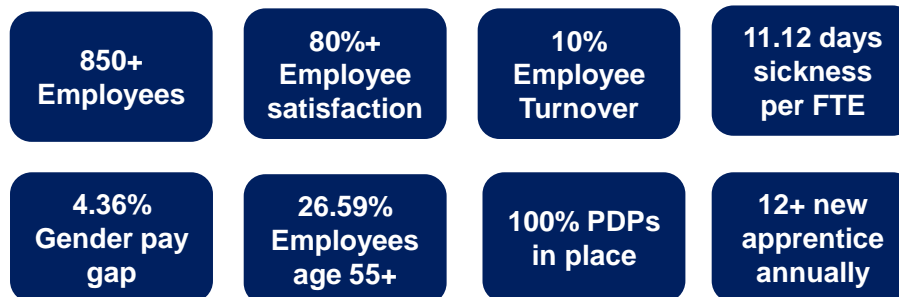 850+
Employees
80%+
Employee
satisfaction
10%
Employee
Turnover
11.12 days
sickness
per FTE
4.36%
Gender pay
gap
26.59%
Employees
age 55+
100% PDPs
in place
12+ new
apprentice
annually